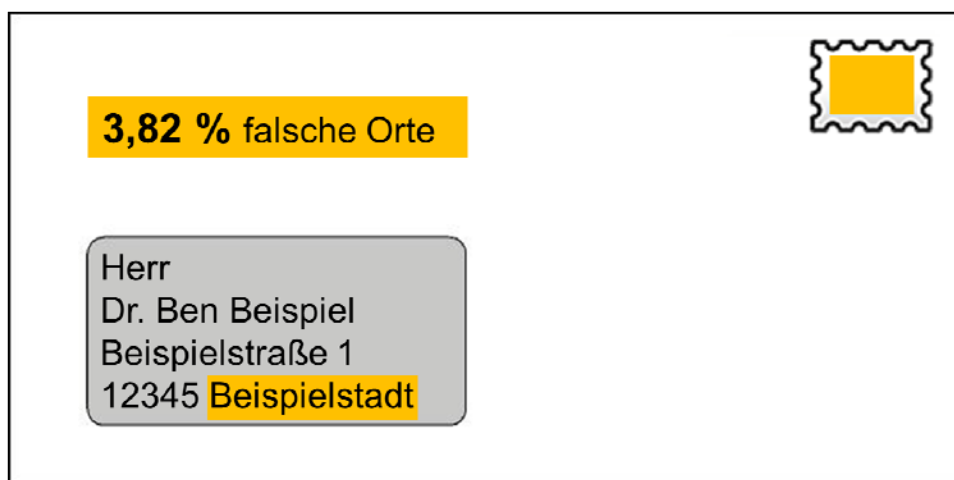 3,82 % falsche Orte
Herr
Dr. Ben Beispiel
Beispielstraße 1
12345 Beispielstadt